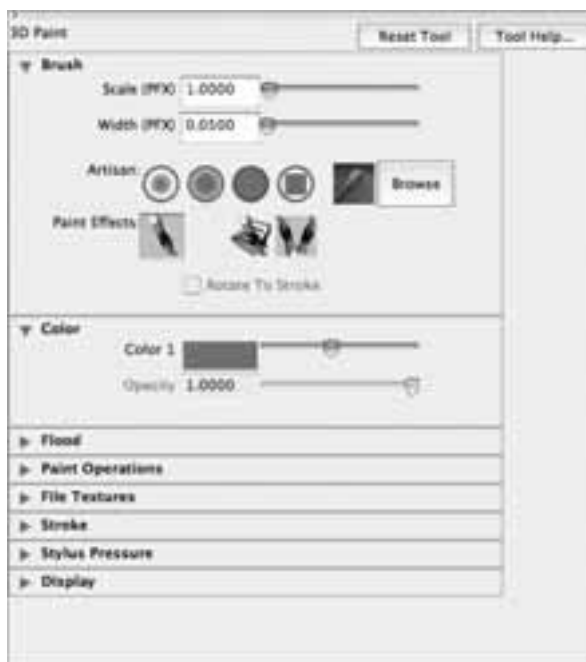 3D Paint Reset Tool Tool Help...
Brush
Scale (PFX) 1.0000
Width (PFX) 0.0500
Artisan: Browse
Paint Effects
Rotate To Stroke
Color
Color 1
Opacity 1.0000
Flood
Paint Operations
File Textures
Stroke
Stylus Pressure
Display